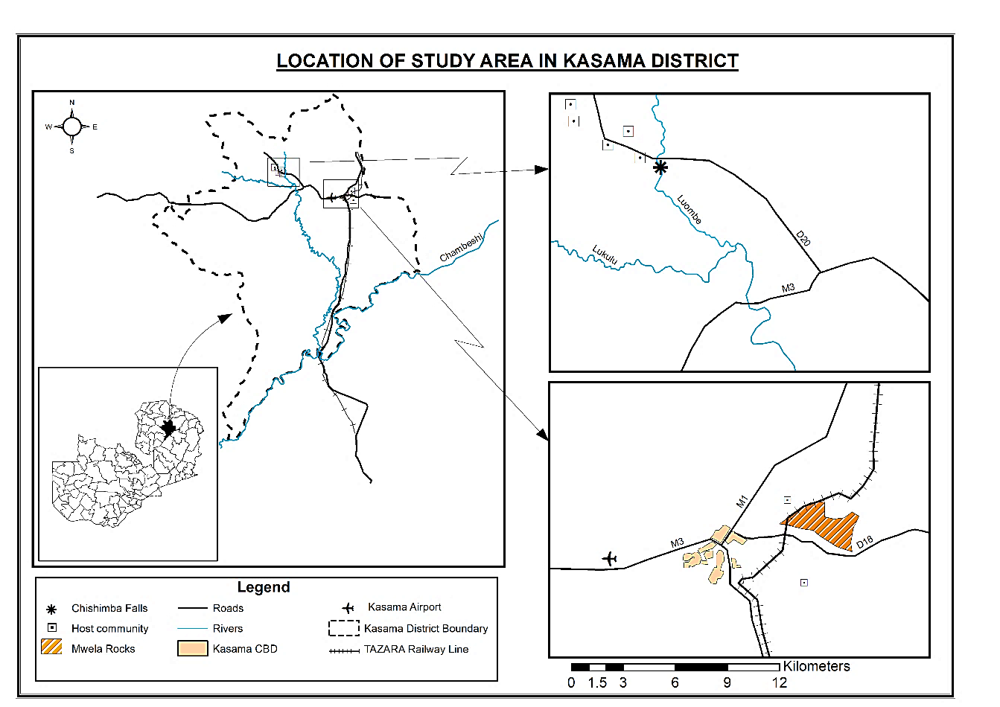 LOCATION OF STUDY AREA IN KASAMA DISTRICT
N
W E
S
Chambeshi
Luombe
Lukulu
D20
M3
M1
M3
D18
Legend
Chishimba Falls
Host community
Mwela Rocks
Roads
Rivers
Kasama CBD
Kasama Airport
Kasama District Boundary
TAZARA Railway Line
Kilometers
0 1.5 3 6 9 12